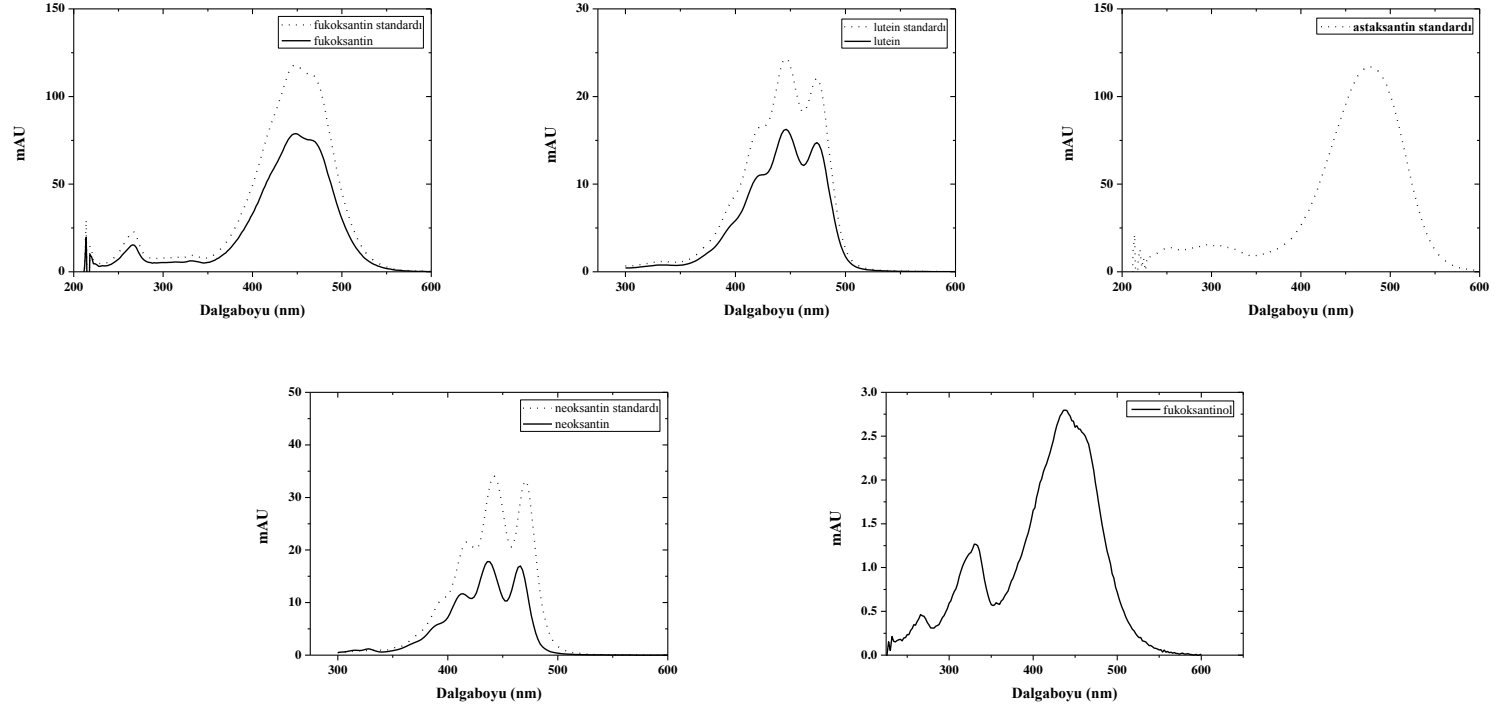 fukoksantin standardı
fukoksantin
150
100
50
0
mAU
200
300
400
500
600
Dalgaboyu (nm)
lutein standardı
lutein
30
20
10
0
mAU
300
400
500
600
Dalgaboyu (nm)
astaksantin standardı
150
100
50
0
mAU
200
300
400
500
600
Dalgaboyu (nm)
neoksantin standardı
neoksantin
50
40
30
20
10
0
mAU
300
400
500
600
Dalgaboyu (nm)
fukoksantinol
3.0
2.5
2.0
1.5
1.0
0.5
0.0
mAU
300
400
500
600
Dalgaboyu (nm)